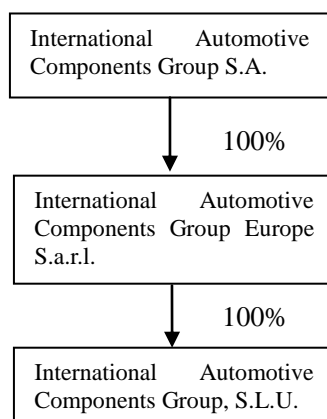 International Automotive
Components Group S.A.
100%
International Automotive
Components Group Europe
S.a.r.l.
100%
International Automotive
Components Group, S.L.U.